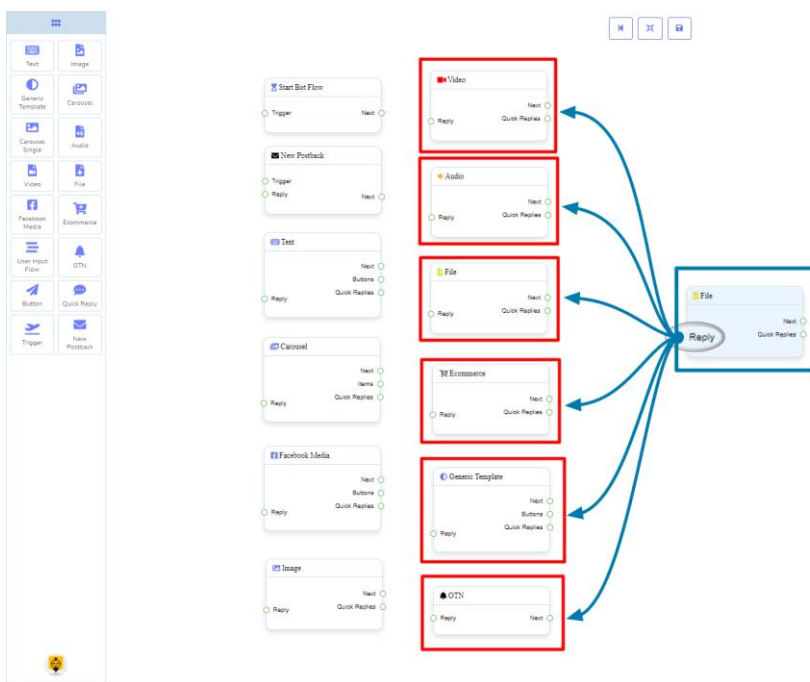 Text
Image
Generic
Template
Carousel
Carousel
Single
Audio
Video
File
Facebook
Media
Ecommerce
User Input
Flow
OTN
Button
Quick Reply
Trigger
New
Postback
Start Bot Flow
Trigger Next
New Postback
Trigger
Reply Next
Text
Next
Buttons
Quick Replies
Reply
Carousel
Next
Items
Quick Replies
Reply
Facebook Media
Next
Buttons
Quick Replies
Reply
Image
Next
Reply Quick Replies
Video
Next
Quick Replies
Reply
Audio
Next
Quick Replies
Reply
File
Next
Quick Replies
Reply
Ecommerce
Next
Quick Replies
Reply
Generic Template
Next
Buttons
Quick Replies
Reply
OTN
Reply Next
File
Next
Reply Quick Replies